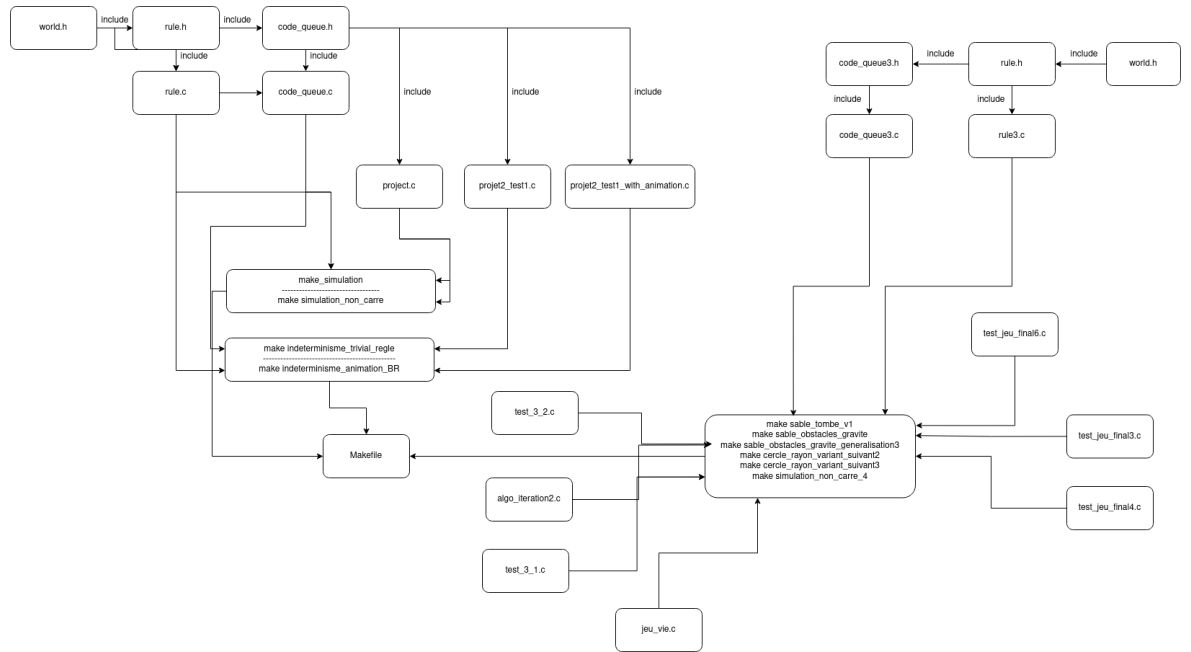 world.h
include
rule.h
include
code_queue.h
include
include
rule.c
code_queue.c
include
include
include
project.c
projet2_test1.c
projet2_test1_with_animation.c
make_simulation
-----------------------------------
make simulation_non_carre
make indeterminisme_trivial_regle
-----------------------------------------------
make indeterminisme_animation_BR
Makefile
code_queue3.h
include
rule.h
include
world.h
include
include
code_queue3.c
rule3.c
test_jeu_final6.c
test_3_2.c
make sable_tombe_v1
make sable_obstacles_gravite
make sable_obstacles_gravite_generalisation3
make cercle_rayon_variant_suivant2
make cercle_rayon_variant_suivant3
make simulation_non_carre_4
test_jeu_final3.c
algo_iteration2.c
test_jeu_final4.c
test_3_1.c
jeu_vie.c